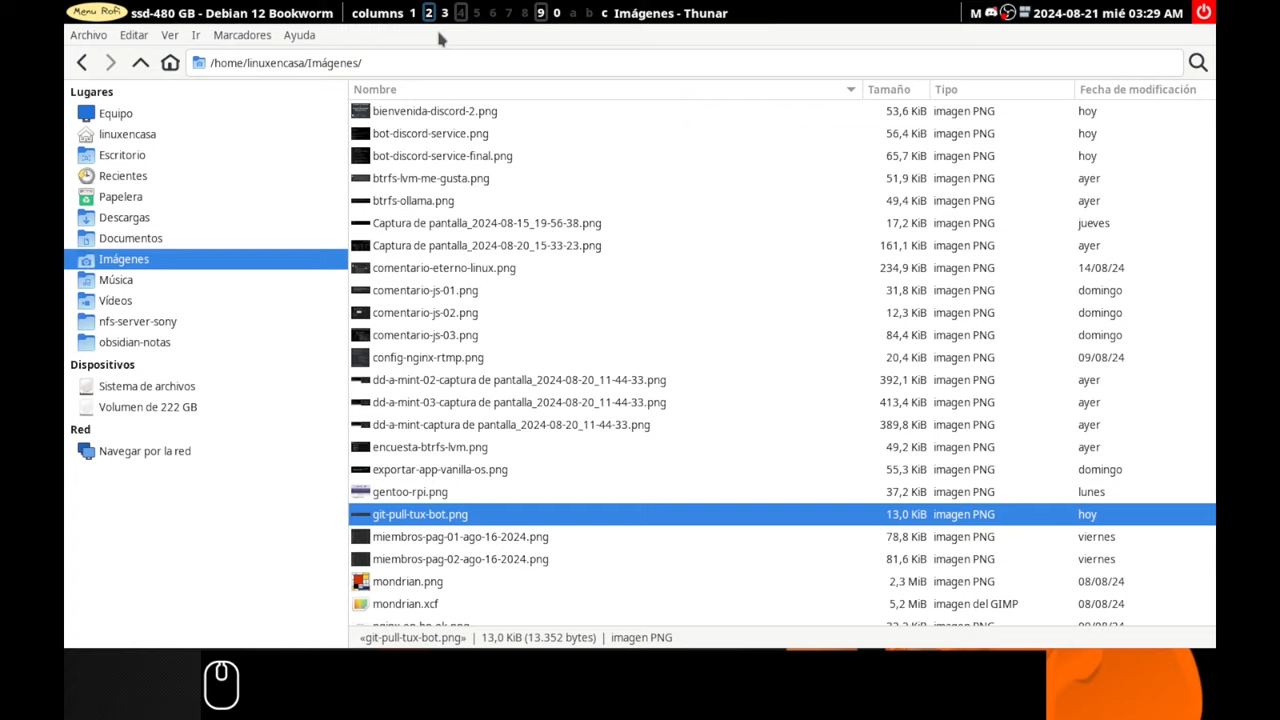 Menu Rofi ssd-480 GB - Debian 12 Bookworm columns 1 2 3 4 5 6 7 8 9 0 a b c Imágenes - Thunar M 2024-08-21 mié 03:29 AM
Archivo Editar Ver Ir Marcadores Ayuda
/home/linuxencasa/Imágenes/
Lugares
Equipo
linuxencasa
Escritorio
Recientes
Papelera
Descargas
Documentos
Imágenes
Música
Vídeos
nfs-server-sony
obsidian-notas
Dispositivos
Sistema de archivos
Volumen de 222 GB
Red
Navegar por la red
Nombre Tamaño Tipo Fecha de modificación
bienvenida-discord-2.png 53,6 KiB imagen PNG hoy
bot-discord-service.png 56,4 KiB imagen PNG hoy
bot-discord-service-final.png 65,7 KiB imagen PNG hoy
btrfs-lvm-me-gusta.png 51,9 KiB imagen PNG ayer
btrfs-ollama.png 49,4 KiB imagen PNG ayer
Captura de pantalla_2024-08-15_19-56-38.png 17,2 KiB imagen PNG jueves
Captura de pantalla_2024-08-20_15-33-23.png 161,1 KiB imagen PNG ayer
comentario-eterno-linux.png 234,9 KiB imagen PNG 14/08/24
comentario-js-01.png 31,8 KiB imagen PNG domingo
comentario-js-02.png 12,3 KiB imagen PNG domingo
comentario-js-03.png 84,4 KiB imagen PNG domingo
config-nginx-rtmp.png 20,4 KiB imagen PNG 09/08/24
dd-a-mint-02-captura de pantalla_2024-08-20_11-44-33.png 392,1 KiB imagen PNG ayer
dd-a-mint-03-captura de pantalla_2024-08-20_11-44-33.png 413,4 KiB imagen PNG ayer
dd-a-mint-captura de pantalla_2024-08-20_11-44-33.png 389,8 KiB imagen PNG ayer
encuesta-btrfs-lvm.png 49,2 KiB imagen PNG ayer
exportar-app-vanilla-os.png 55,3 KiB imagen PNG domingo
gentoo-rpi.png 37,2 KiB imagen PNG lunes
git-pull-tux-bot.png 13,0 KiB imagen PNG hoy
miembros-pag-01-ago-16-2024.png 78,8 KiB imagen PNG viernes
miembros-pag-02-ago-16-2024.png 81,6 KiB imagen PNG viernes
mondrian.png 2,3 MiB imagen PNG 08/08/24
mondrian.xcf 5,2 MiB imagen del GIMP 08/08/24
«git-pull-tux-bot.png» | 13,0 KiB (13.352 bytes) | imagen PNG